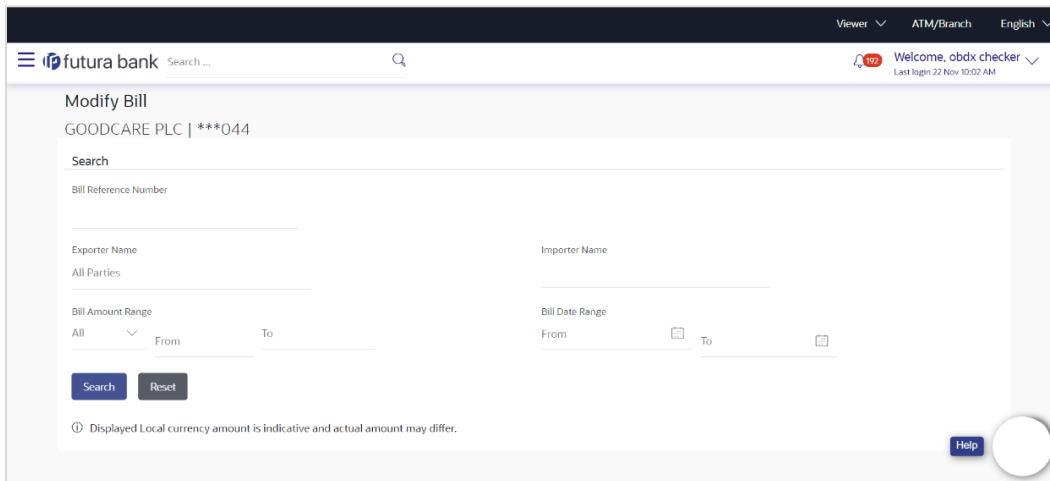 Viewer ATM/Branch English
futura bank Search ... 192 Welcome, obdx checker
Last login 22 Nov 10:02 AM
Modify Bill
GOODCARE PLC | ***044
Search
Bill Reference Number
Exporter Name Importer Name
All Parties
Bill Amount Range Bill Date Range
All From To From To
Search Reset
Displayed Local currency amount is indicative and actual amount may differ.
Help